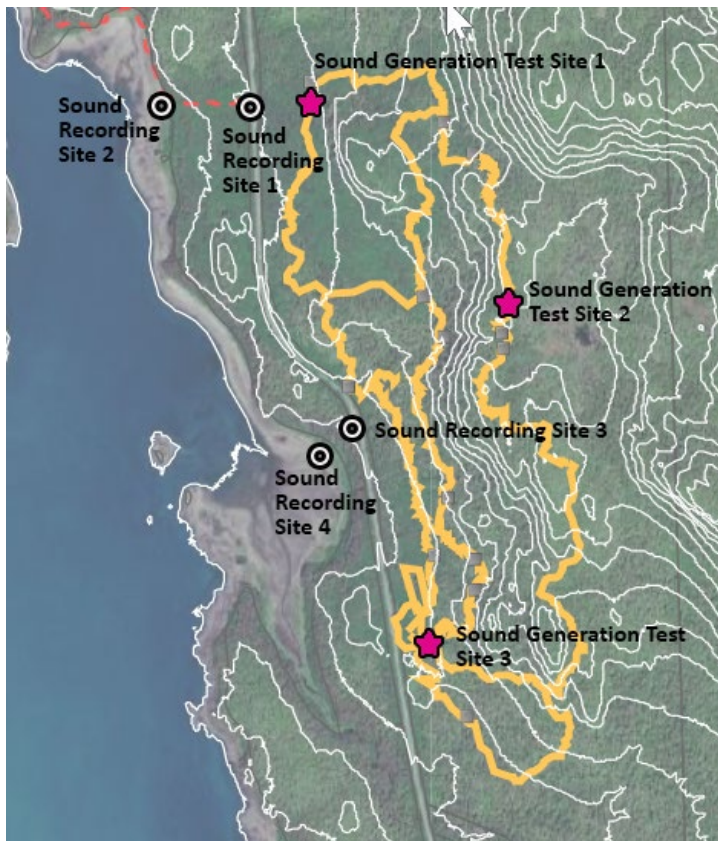 Sound Generation Test Site 1
Sound
Recording
Site 2
Sound
Recording
Site 1
Sound Generation
Test Site 2
Sound Recording Site 3
Sound
Recording
Site 4
Sound Generation Test
Site 3